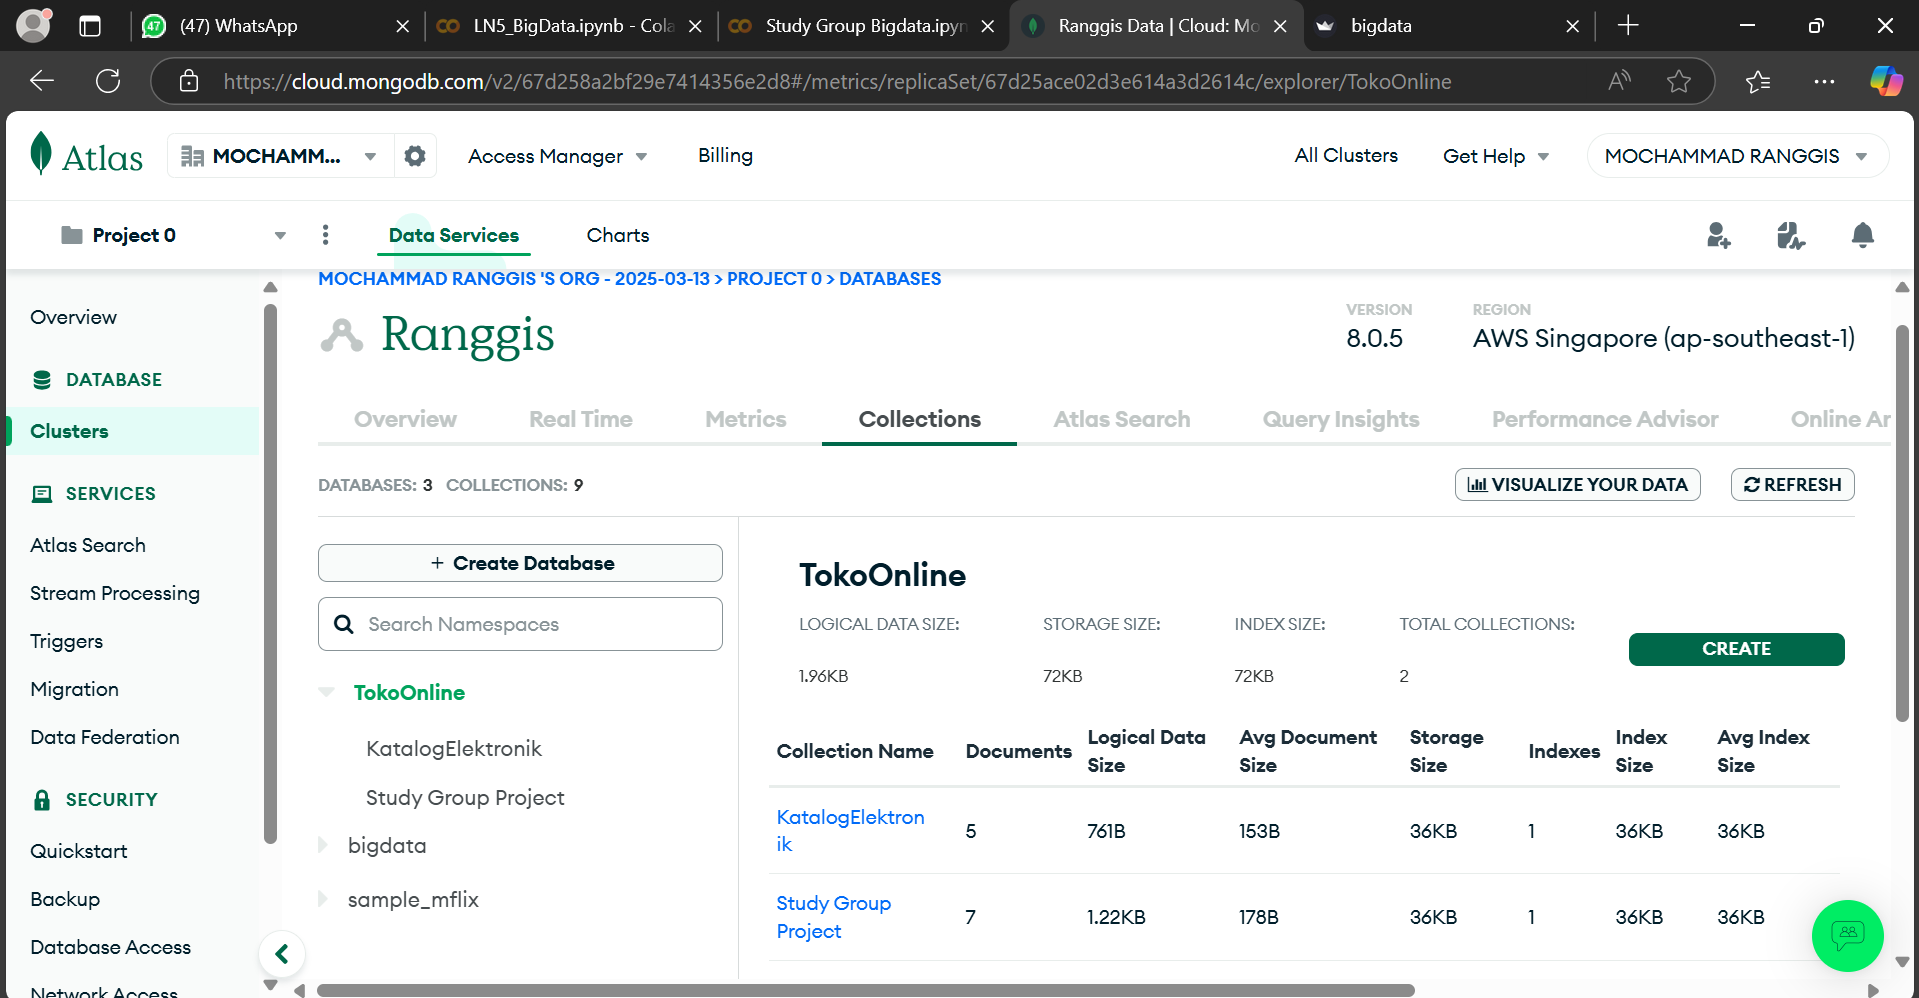 (47) WhatsApp
LN5_BigData.ipynb - Cola
Study Group Bigdata.ipyn
Ranggis Data | Cloud: Mo
bigdata
https://cloud.mongodb.com/v2/67d258a2bf29e7414356e2d8#/metrics/replicaSet/67d25ace02d3e614a3d2614c/explorer/TokoOnline
Atlas
MOCHAMM...
Access Manager
Billing
All Clusters
Get Help
MOCHAMMAD RANGGIS
Project 0
Data Services
Charts
Overview
DATABASE
Clusters
SERVICES
Atlas Search
Stream Processing
Triggers
Migration
Data Federation
SECURITY
Quickstart
Backup
Database Access
Network Access
MOCHAMMAD RANGGIS 'S ORG - 2025-03-13 > PROJECT 0 > DATABASES
Ranggis
VERSION
8.0.5
REGION
AWS Singapore (ap-southeast-1)
Overview
Real Time
Metrics
Collections
Atlas Search
Query Insights
Performance Advisor
Online Ar
DATABASES: 3 COLLECTIONS: 9
VISUALIZE YOUR DATA
REFRESH
+ Create Database
Search Namespaces
TokoOnline
KatalogElektronik
Study Group Project
bigdata
sample_mflix
TokoOnline
LOGICAL DATA SIZE: STORAGE SIZE: INDEX SIZE: TOTAL COLLECTIONS:
1.96KB 72KB 72KB 2
CREATE
Collection Name Documents Logical Data Size Avg Document Size Storage Size Indexes Index Size Avg Index Size
KatalogElektron
ik
5 761B 153B 36KB 1 36KB 36KB
Study Group
Project
7 1.22KB 178B 36KB 1 36KB 36KB